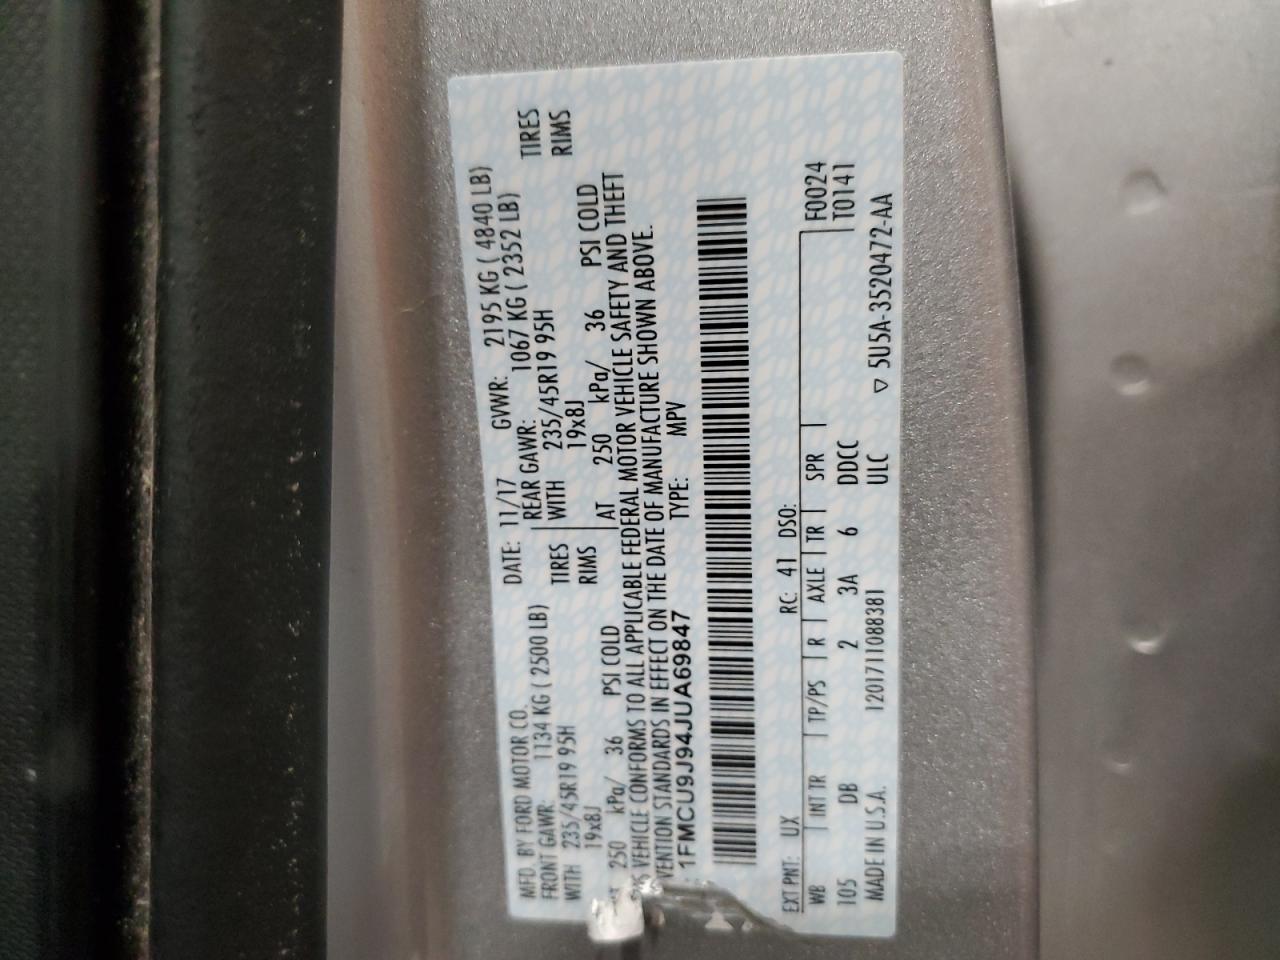 MFD. BY FORD MOTOR CO. DATE: 11/17 GVWR: 2195 KG ( 4840 LB)
FRONT GAWR: 1134 KG ( 2500 LB) REAR GAWR: 1067 KG ( 2352 LB)
WITH 235/45R19 95H TIRES WITH 235/45R19 95H TIRES
19x8J RIMS 19x8J RIMS
250 kPa/ 36 PSI COLD AT 250 kPa/ 36 PSI COLD
VEHICLE CONFORMS TO ALL APPLICABLE FEDERAL MOTOR VEHICLE SAFETY AND THEFT
VENTION STANDARDS IN EFFECT ON THE DATE OF MANUFACTURE SHOWN ABOVE.
1FMCU9J94JUA69847 TYPE: MPV
EXT PNT: UX RC: 41 DSO:
WB INT TR TP/PS R AXLE TR SPR F0024
105 DB 2 3A 6 DDCC T0141
MADE IN U.S.A. 1201711088381 ULC ▽ 5U5A-3520472-AA